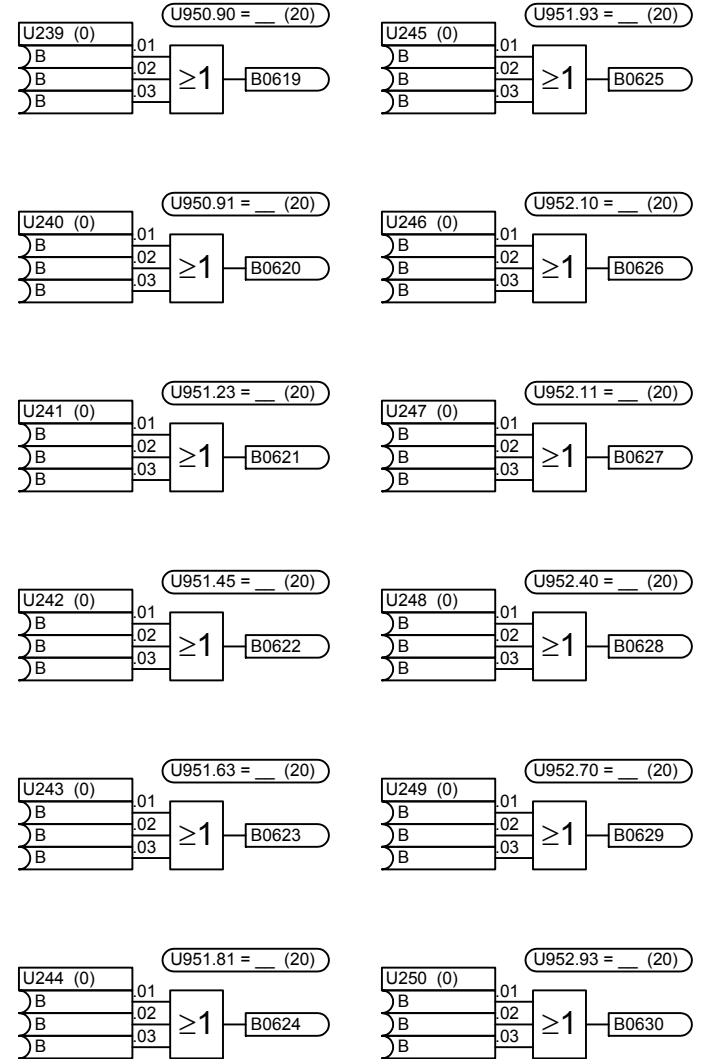 U950.90 = __ (20)
U239 (0)
B .01
B .02
B .03
≥1
B0619
U950.91 = __ (20)
U240 (0)
B .01
B .02
B .03
≥1
B0620
U951.23 = __ (20)
U241 (0)
B .01
B .02
B .03
≥1
B0621
U951.45 = __ (20)
U242 (0)
B .01
B .02
B .03
≥1
B0622
U951.63 = __ (20)
U243 (0)
B .01
B .02
B .03
≥1
B0623
U951.81 = __ (20)
U244 (0)
B .01
B .02
B .03
≥1
B0624
U951.93 = __ (20)
U245 (0)
B .01
B .02
B .03
≥1
B0625
U952.10 = __ (20)
U246 (0)
B .01
B .02
B .03
≥1
B0626
U952.11 = __ (20)
U247 (0)
B .01
B .02
B .03
≥1
B0627
U952.40 = __ (20)
U248 (0)
B .01
B .02
B .03
≥1
B0628
U952.70 = __ (20)
U249 (0)
B .01
B .02
B .03
≥1
B0629
U952.93 = __ (20)
U250 (0)
B .01
B .02
B .03
≥1
B0630